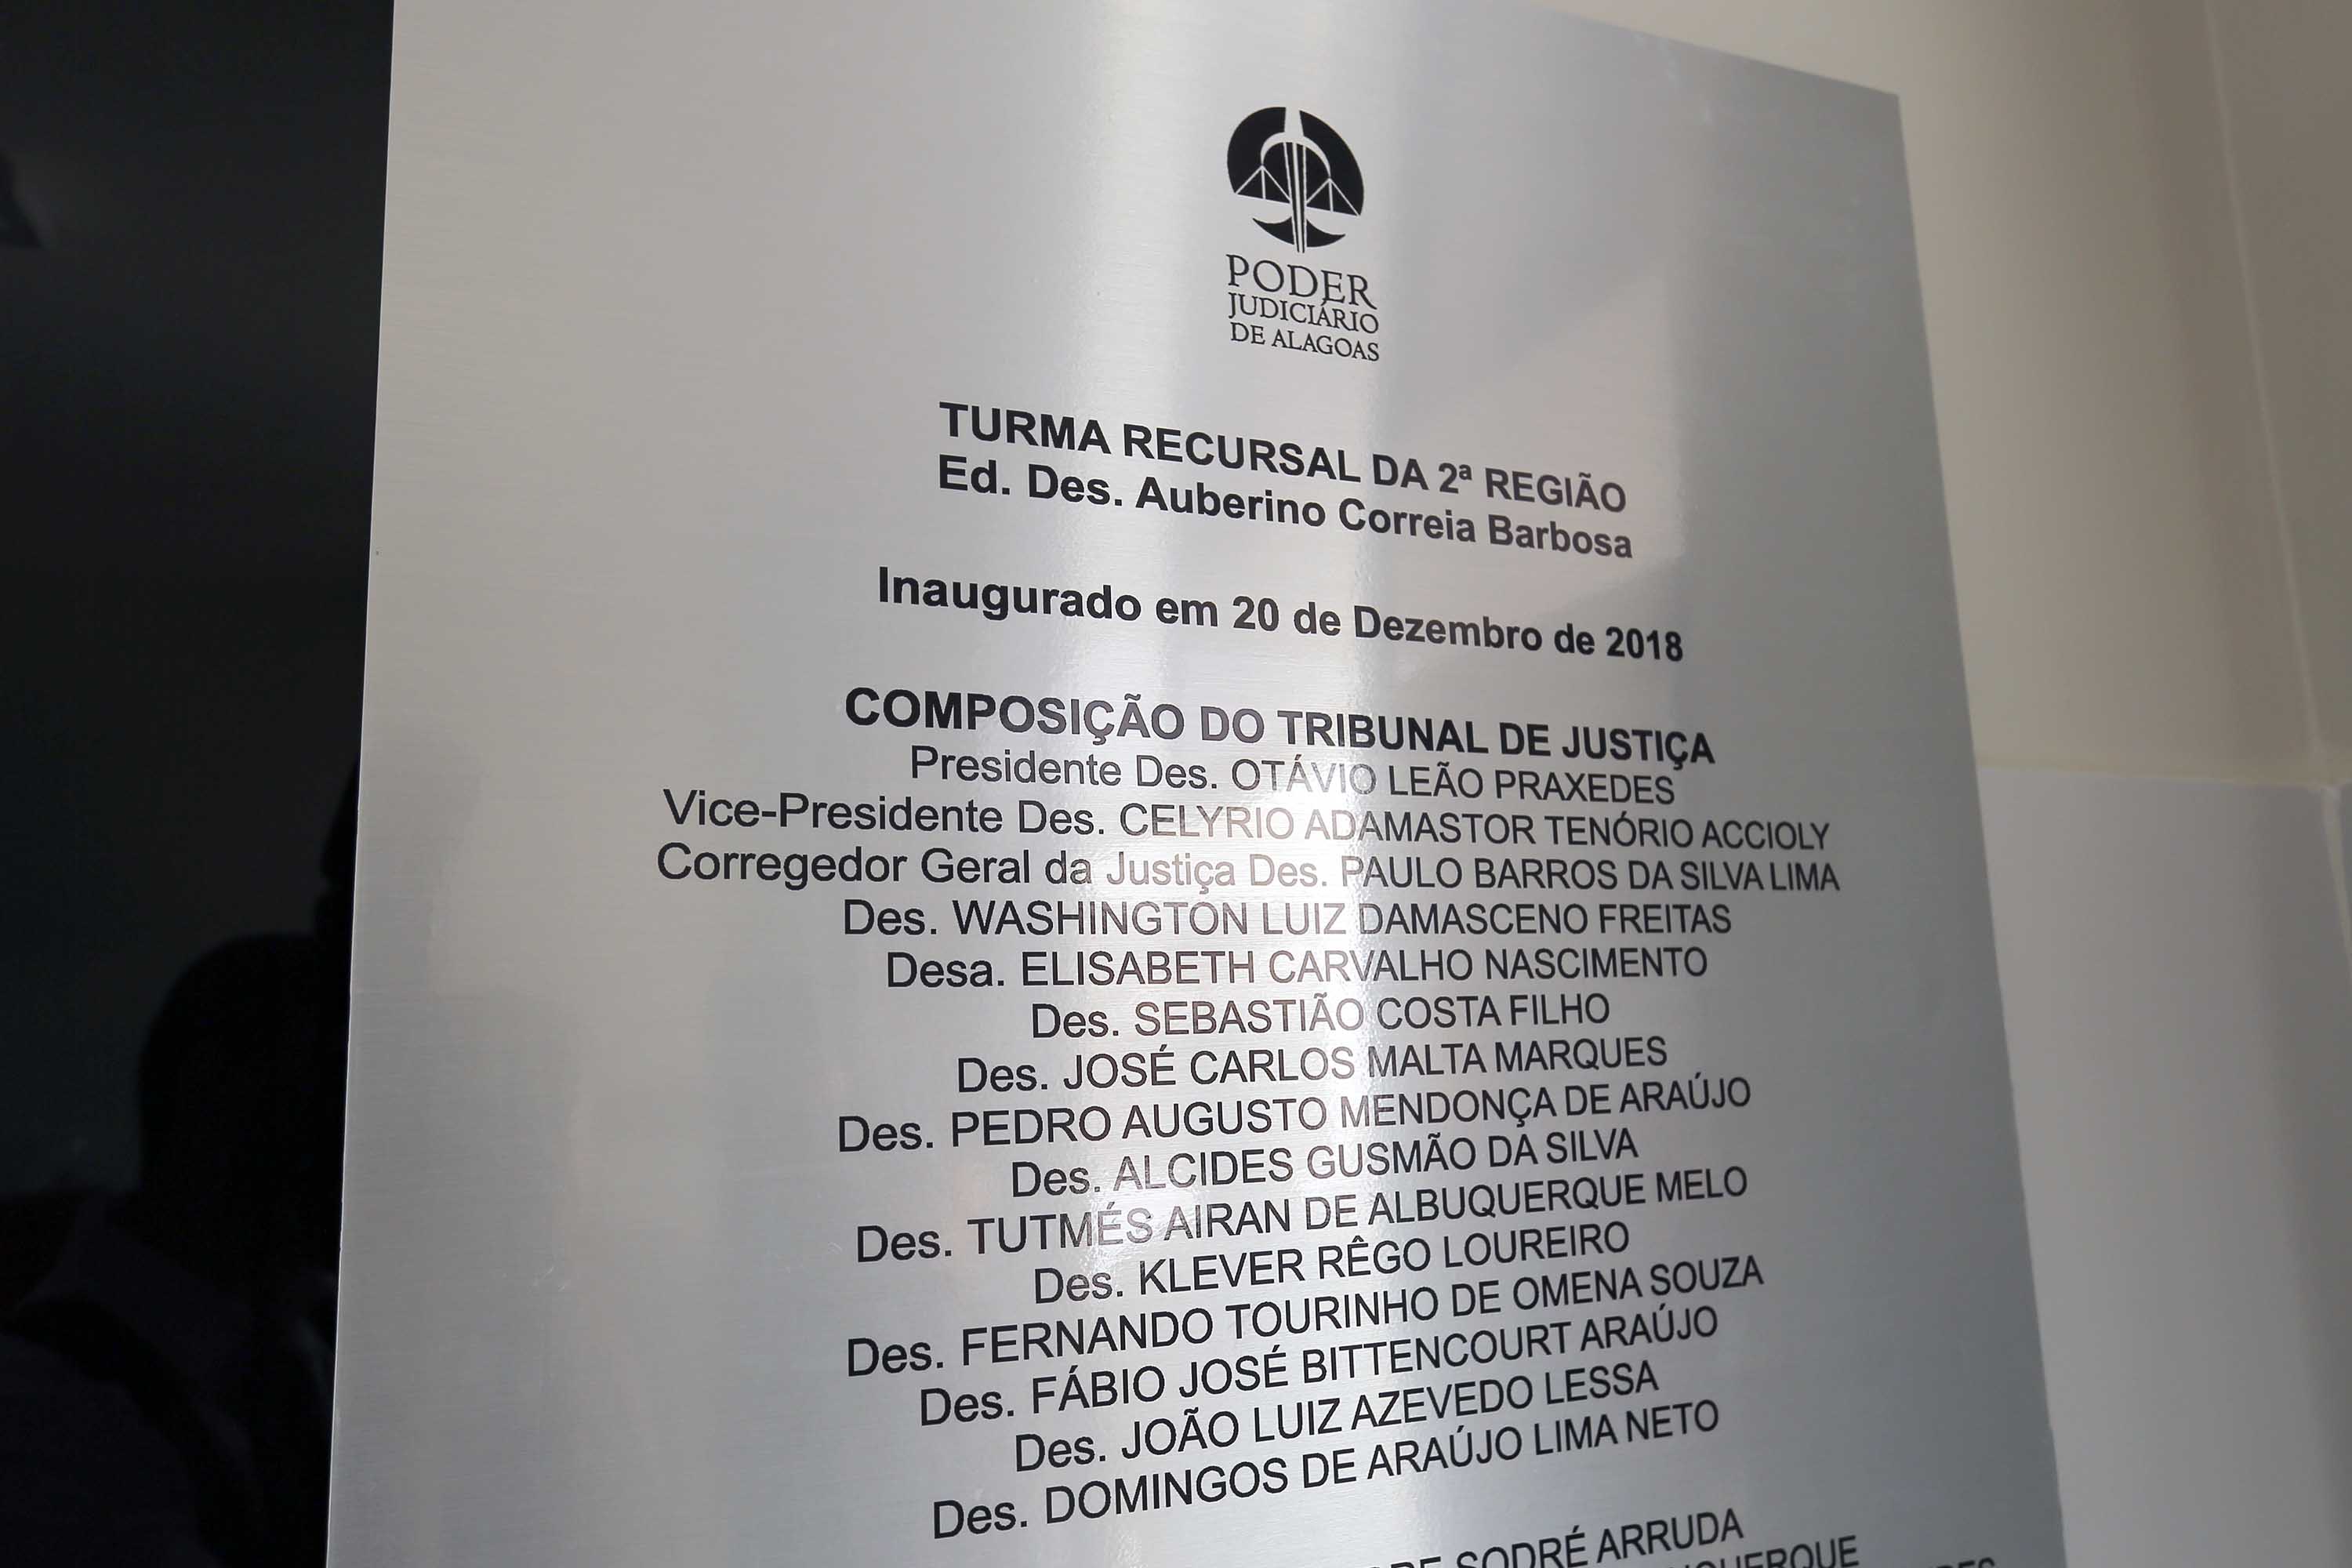 PODER
JUDICIÁRIO
DE ALAGOAS
TURMA RECURSAL DA 2ª REGIÃO
Ed. Des. Auberino Correia Barbosa
Inaugurado em 20 de Dezembro de 2018
COMPOSIÇÃO DO TRIBUNAL DE JUSTIÇA
Presidente Des. OTÁVIO LEÃO PRAXEDES
Vice-Presidente Des. CELYRIO ADAMASTOR TENÓRIO ACCIOLY
Corregedor Geral da Justiça Des. PAULO BARROS DA SILVA LIMA
Des. WASHINGTON LUIZ DAMASCENO FREITAS
Desa. ELISABETH CARVALHO NASCIMENTO
Des. SEBASTIÃO COSTA FILHO
Des. JOSÉ CARLOS MALTA MARQUES
Des. PEDRO AUGUSTO MENDONÇA DE ARAÚJO
Des. ALCIDES GUSMÃO DA SILVA
Des. TUTMÉS AIRAN DE ALBUQUERQUE MELO
Des. KLEVER RÊGO LOUREIRO
Des. FERNANDO TOURINHO DE OMENA SOUZA
Des. FÁBIO JOSÉ BITTENCOURT ARAÚJO
Des. JOÃO LUIZ AZEVEDO LESSA
Des. DOMINGOS DE ARAÚJO LIMA NETO
SODRÉ ARRUDA